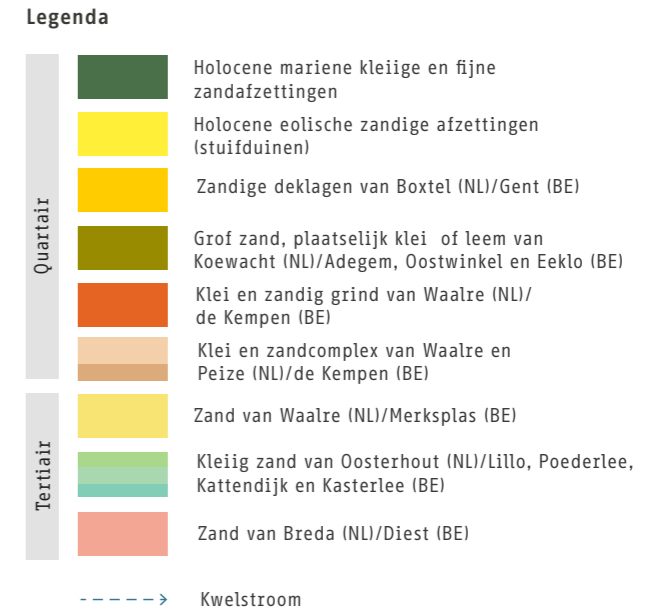 Legenda
Quartair
Holocene mariene kleiige en fijne
zandafzettingen
Holocene eolische zandige afzettingen
(stuifduinen)
Zandige deklagen van Boxtel (NL)/Gent (BE)
Grof zand, plaatselijk klei of leem van
Koewacht (NL)/Adegem, Oostwinkel en Eeklo (BE)
Klei en zandig grind van Waalre (NL)/
de Kempen (BE)
Klei en zandcomplex van Waalre en
Peize (NL)/de Kempen (BE)
Tertiair
Zand van Waalre (NL)/Merksplas (BE)
Kleiig zand van Oosterhout (NL)/Lillo, Poederlee,
Kattendijk en Kasterlee (BE)
Zand van Breda (NL)/Diest (BE)
Kwelstroom